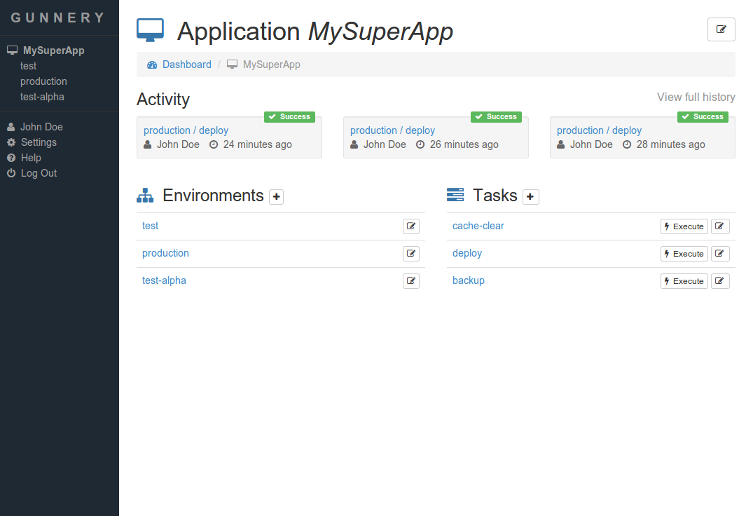 GUNNERY
MySuperApp
test
production
test-alpha
John Doe
Settings
Help
Log Out
Application MySuperApp
Dashboard / MySuperApp
Activity
View full history
Success
production / deploy
John Doe 24 minutes ago
Success
production / deploy
John Doe 26 minutes ago
Success
production / deploy
John Doe 28 minutes ago
Environments
test
production
test-alpha
Tasks
cache-clear Execute
deploy Execute
backup Execute